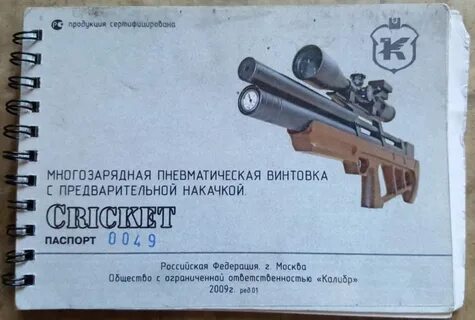 продукция сертифицирована
К
МНОГОЗАРЯДНАЯ ПНЕВМАТИЧЕСКАЯ ВИНТОВКА
С ПРЕДВАРИТЕЛЬНОЙ НАКАЧКОЙ.
CRICKET
ПАСПОРТ 0049
Российская Федерация. г. Москва
Общество с ограниченной ответственностью «Калибр»
2009г. ред.01